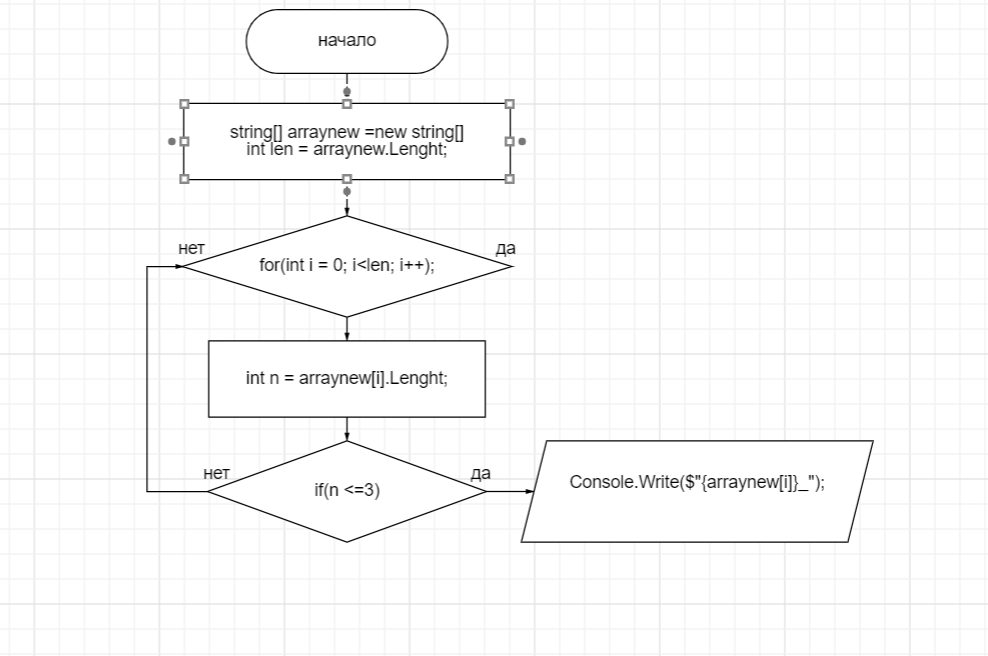 начало
string[] arraynew =new string[]
int len = arraynew.Lenght;
нет
да
for(int i = 0; i<len; i++);
int n = arraynew[i].Lenght;
нет
да
if(n <=3)
Console.Write($"{arraynew[i]}_");